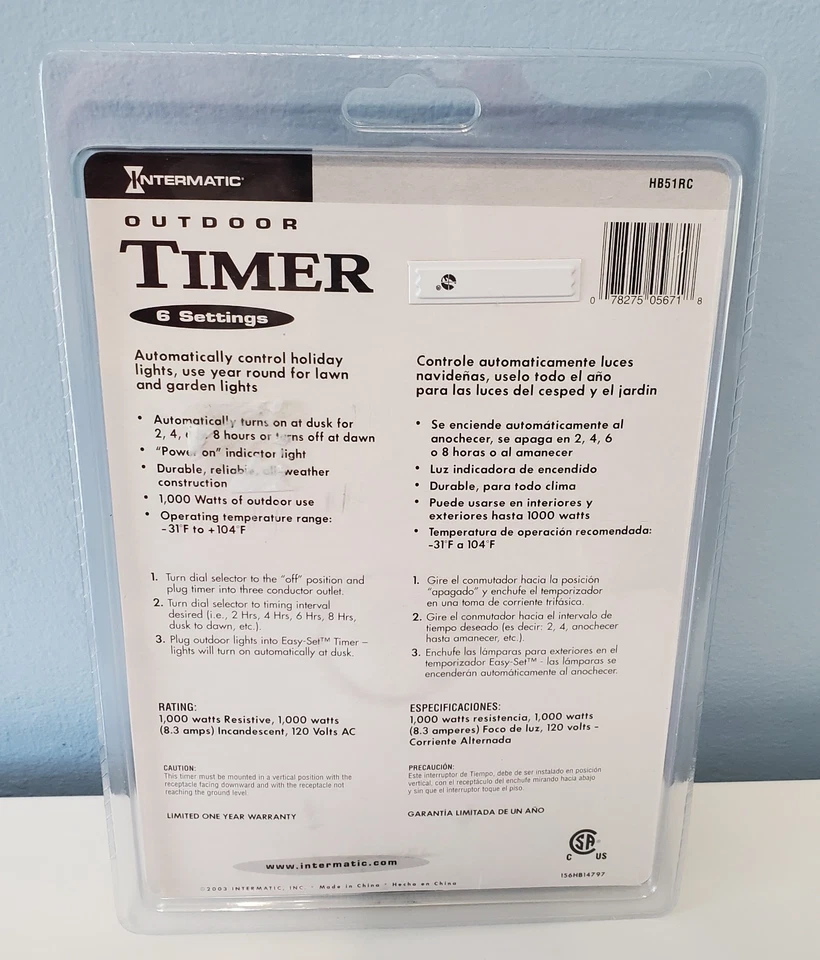 INTERMATIC®
HB51RC
OUTDOOR
TIMER
6 Settings
0 78275 05671 8
Automatically control holiday
lights, use year round for lawn
and garden lights
• Automatically turns on at dusk for
2, 4, 8 hours or turns off at dawn
• "Power on" indicator light
• Durable, reliable, all-weather
construction
• 1,000 Watts of outdoor use
• Operating temperature range:
-31°F to +104°F
1. Turn dial selector to the "off" position and
plug timer into three conductor outlet.
2. Turn dial selector to timing interval
desired (i.e., 2 Hrs, 4 Hrs, 6 Hrs, 8 Hrs,
dusk to dawn, etc.).
3. Plug outdoor lights into Easy-Set™ Timer –
lights will turn on automatically at dusk.
RATING:
1,000 watts Resistive, 1,000 watts
(8.3 amps) Incandescent, 120 Volts AC
CAUTION:
This timer must be mounted in a vertical position with the
receptacle facing downward and with the receptacle not
reaching the ground level.
LIMITED ONE YEAR WARRANTY
Controle automaticamente luces
navideñas, uselo todo el año
para las luces del cesped y el jardin
• Se enciende automáticamente al
anochecer, se apaga en 2, 4, 6
o 8 horas o al amanecer
• Luz indicadora de encendido
• Durable, para todo clima
• Puede usarse en interiores y
exteriores hasta 1000 watts
• Temperatura de operación recomendada:
-31°F a 104°F
1. Gire el conmutador hacia la posición
"apagado" y enchufe el temporizador
en una toma de corriente trifásica.
2. Gire el conmutador hacia el intervalo de
tiempo deseado (es decir: 2, 4, anochecer
hasta amanecer, etc.).
3. Enchufe las lámparas para exteriores en el
temporizador Easy-Set™ - las lámparas se
encenderán automáticamente al anochecer.
ESPECIFICACIONES:
1,000 watts resistencia, 1,000 watts
(8.3 amperes) Foco de luz, 120 volts –
Corriente Alternada
PRECAUCIÓN:
Este interruptor de Tiempo, debe de ser instalado en posición
vertical, con el receptáculo del enchufe mirando hacia abajo
y sin que el interruptor toque el piso.
GARANTÍA LIMITADA DE UN AÑO
www.intermatic.com
©2003 INTERMATIC, INC. • Made in China • Hecho en China
C SA® US
156HB14797